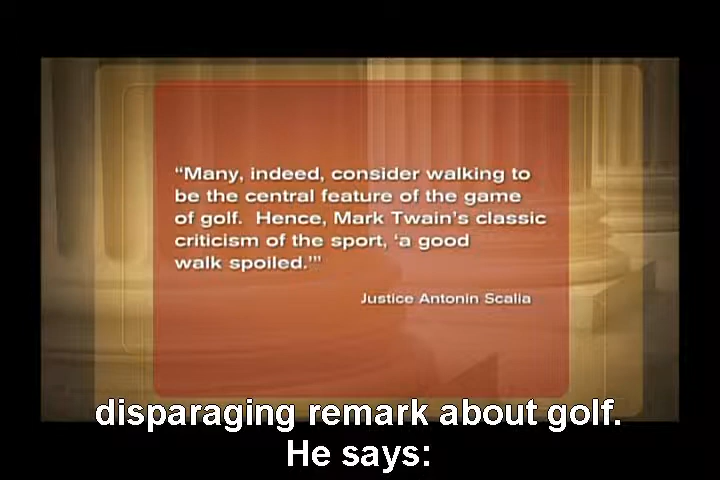 “Many, indeed, consider walking to
be the central feature of the game
of golf.  Hence, Mark Twain’s classic
criticism of the sport, ‘a good
walk spoiled.’”
Justice Antonin Scalia
disparaging remark about golf.
He says: